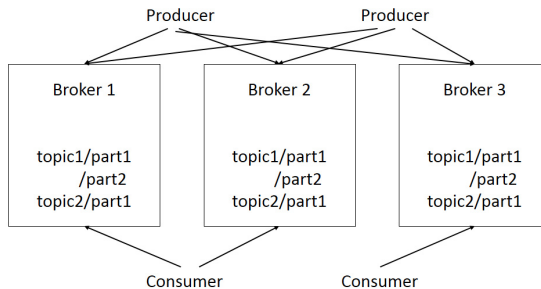 Producer
Producer
Broker 1
topic1/part1
/part2
topic2/part1
Broker 2
topic1/part1
/part2
topic2/part1
Broker 3
topic1/part1
/part2
topic2/part1
Consumer
Consumer